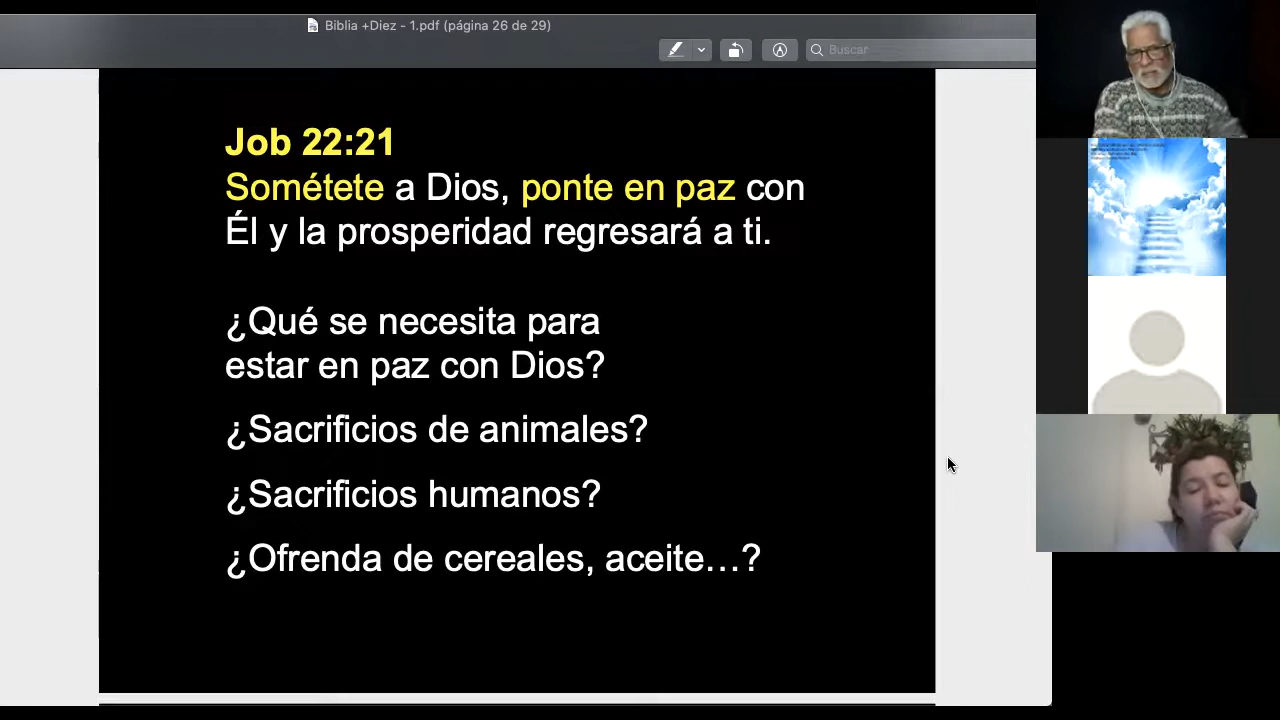 Biblia +Diez - 1.pdf (página 26 de 29)
Buscar
Job 22:21
Sométete a Dios, ponte en paz con
Él y la prosperidad regresará a ti.
¿Qué se necesita para
estar en paz con Dios?
¿Sacrificios de animales?
¿Sacrificios humanos?
¿Ofrenda de cereales, aceite…?